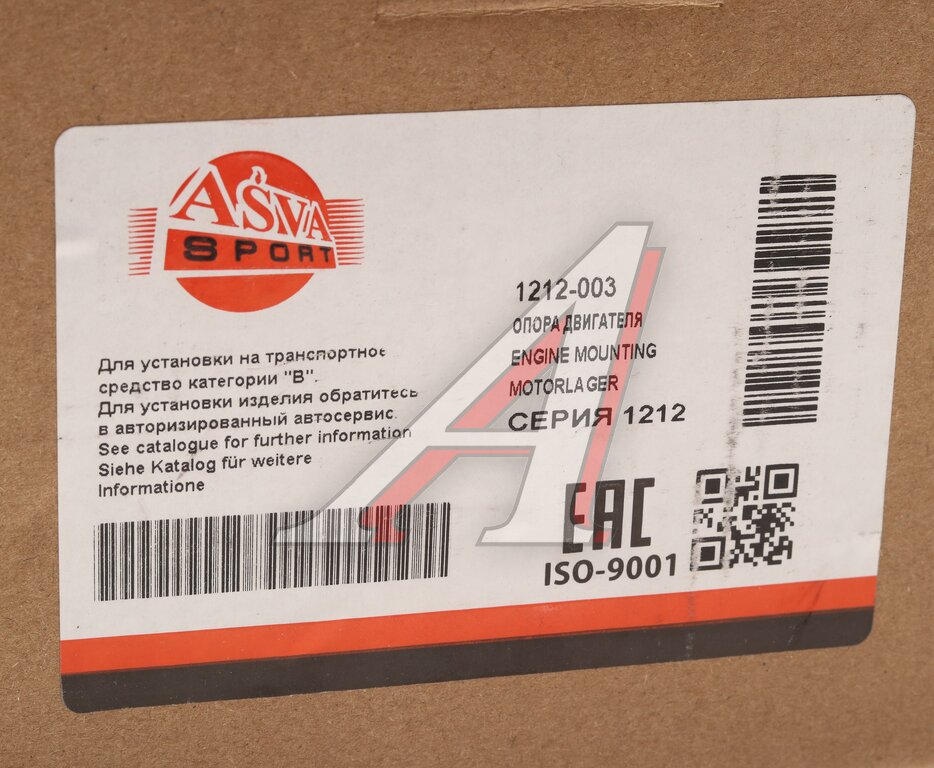 AŚVA
SPORT
Для установки на транспортное
средство категории "В".
Для установки изделия обратитесь
в авторизированный автосервис.
See catalogue for further information
Siehe Katalog für weitere
Informatione
1212-003
ОПОРА ДВИГАТЕЛЯ
ENGINE MOUNTING
MOTORLAGER
СЕРИЯ 1212
EAC
ISO-9001